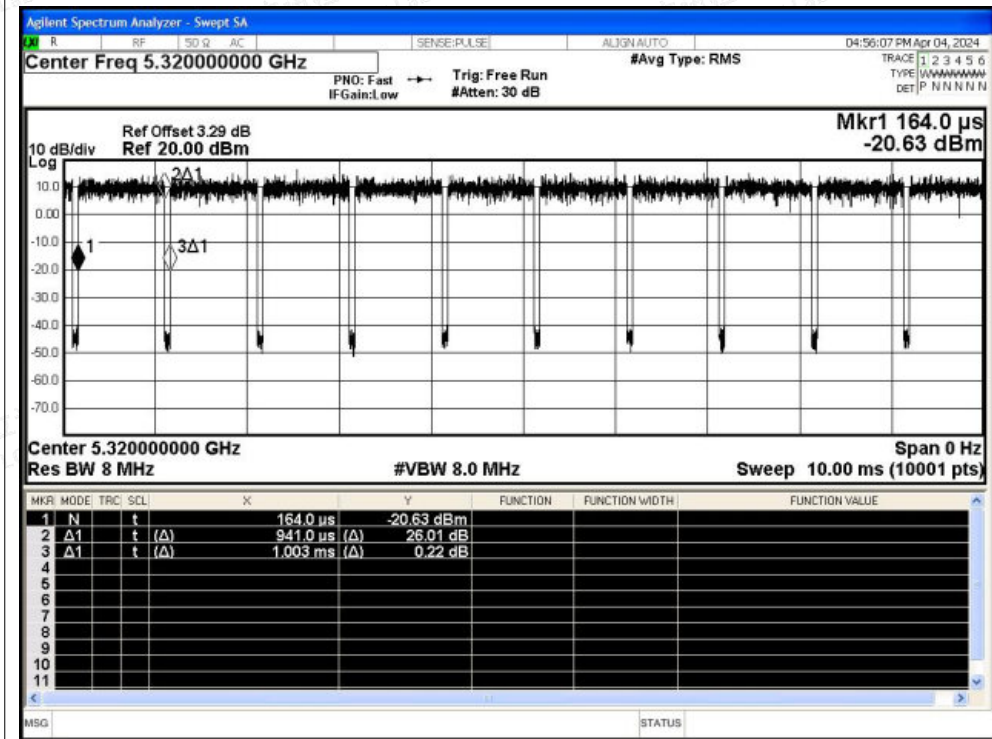 Agilent Spectrum Analyzer - Swept SA
LXI R RF 50 Ω AC SENSE:PULSE ALIGN AUTO 04:56:07 PM Apr 04, 2024
Center Freq 5.320000000 GHz #Avg Type: RMS TRACE 1 2 3 4 5 6
PNO: Fast Trig: Free Run TYPE WWWWWW
IFGain:Low #Atten: 30 dB DET P N N N N N
Mkr1 164.0 µs
Ref Offset 3.29 dB
10 dB/div Ref 20.00 dBm -20.63 dBm
Log
2Δ1
10.0
0.00
-10.0
1 3Δ1
-20.0
-30.0
-40.0
-50.0
-60.0
-70.0
Center 5.320000000 GHz Span 0 Hz
Res BW 8 MHz #VBW 8.0 MHz Sweep 10.00 ms (10001 pts)
MKR MODE TRC SCL X Y FUNCTION FUNCTION WIDTH FUNCTION VALUE
1 N t 164.0 µs -20.63 dBm
2 Δ1 t (Δ) 941.0 µs (Δ) 26.01 dB
3 Δ1 t (Δ) 1.003 ms (Δ) 0.22 dB
4
5
6
7
8
9
10
11
MSG STATUS